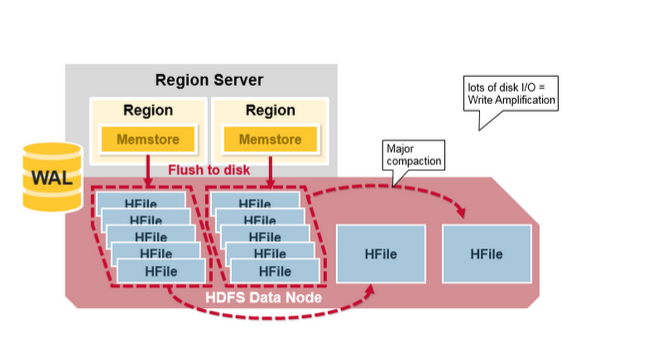 Region Server
lots of disk I/O =
Write Amplification
Region
Region
Memstore
Memstore
Major
compaction
Flush to disk
WAL
HFile
HFile
HFile
HFile
HFile
HFile
HFile
HFile
HFile
HFile
HFile
HFile
HDFS Data Node